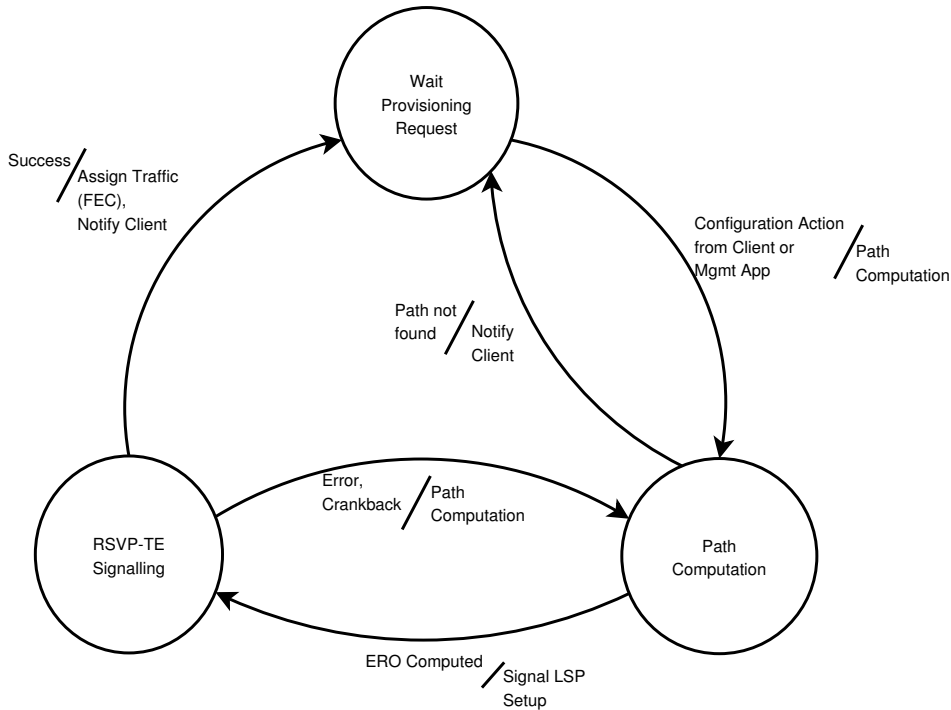 Wait
Provisioning
Request
Success
Assign Traffic
(FEC),
Notify Client
Configuration Action
from Client or
Mgmt App
Path
Computation
Path not
found
Notify
Client
Error,
Crankback
Path
Computation
RSVP-TE
Signalling
Path
Computation
ERO Computed
Signal LSP
Setup